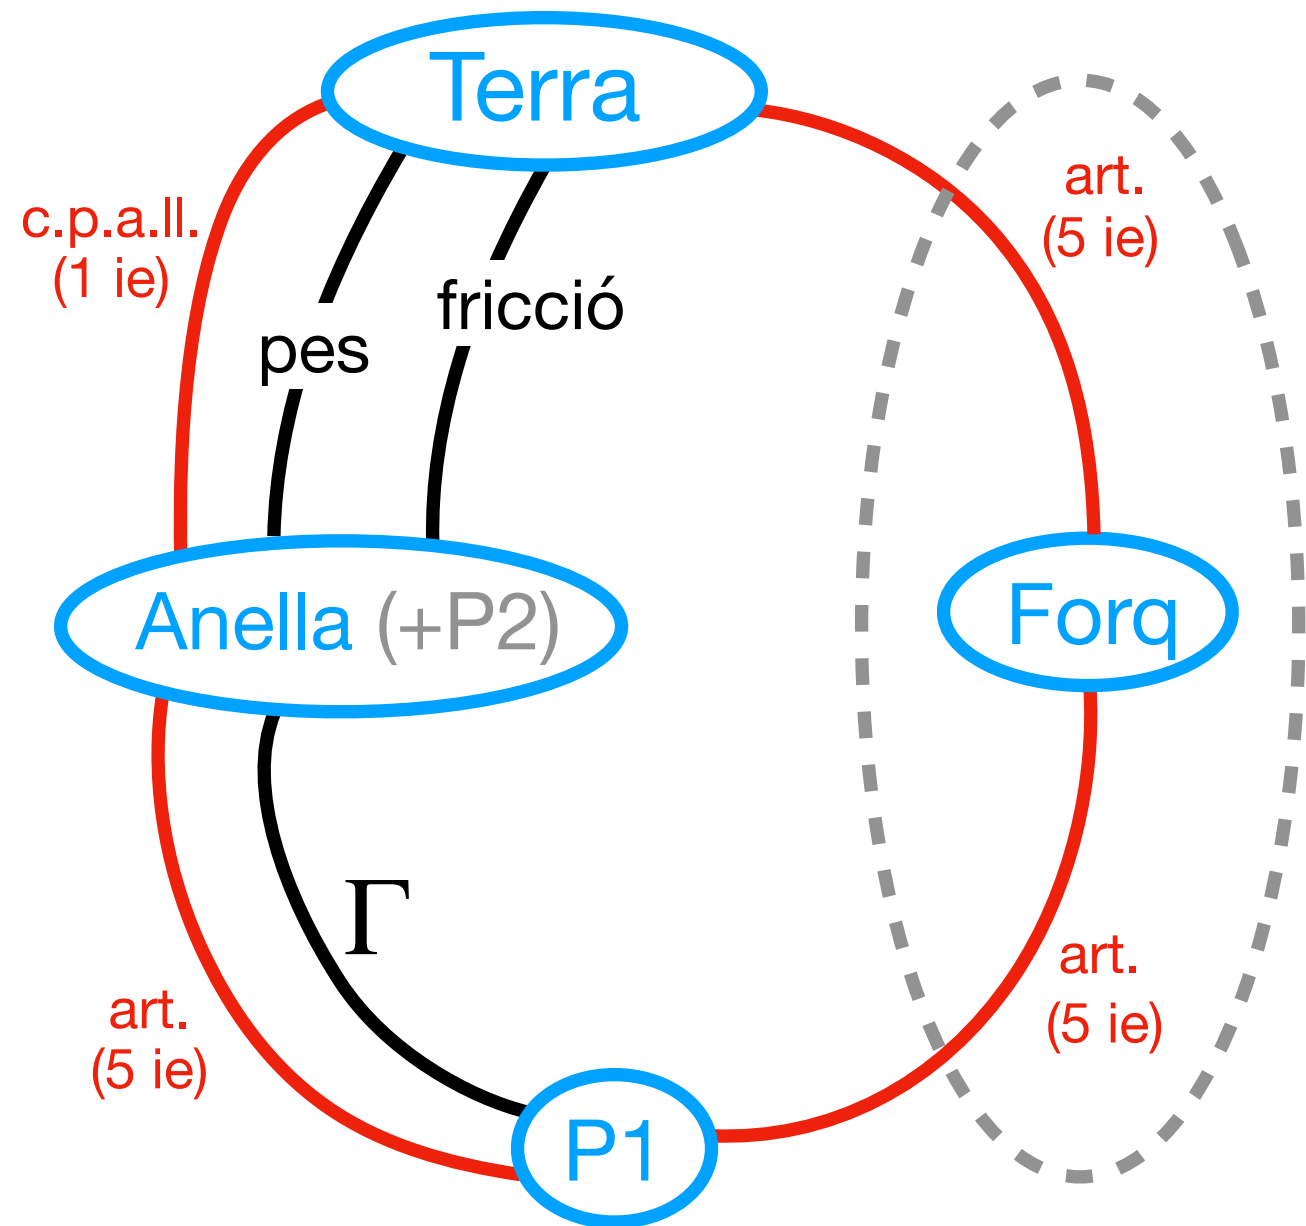 Terra
c.p.a.ll.
(1 ie)
art.
(5 ie)
fricció
pes
Anella (+P2)
Forq
Γ
art.
(5 ie)
art.
(5 ie)
P1